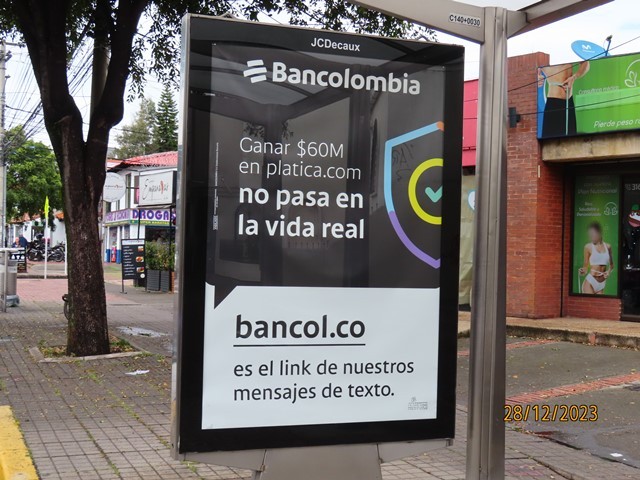 C140+0030
JCDecaux
Bancolombia
Ganar $60M
en platica.com
no pasa en
la vida real
bancol.co
es el link de nuestros
mensajes de texto.
DROGAS
Pierde peso
28/12/2023